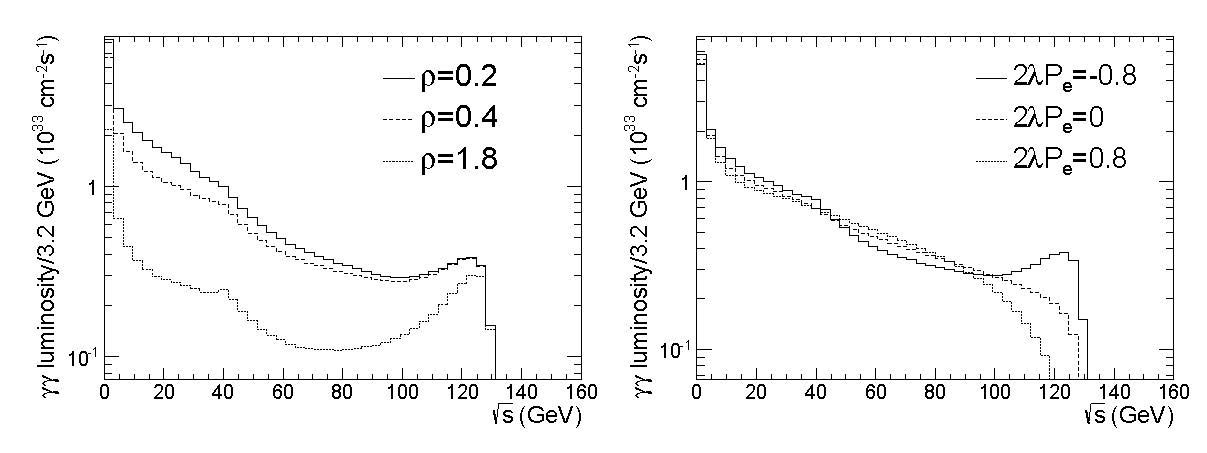 γγ luminosity/3.2 GeV (10³³ cm⁻²s⁻¹)
ρ=0.2
ρ=0.4
ρ=1.8
1
10⁻¹
0 20 40 60 80 100 120 140 160
√s (GeV)
γγ luminosity/3.2 GeV (10³³ cm⁻²s⁻¹)
2λPₑ=-0.8
2λPₑ=0
2λPₑ=0.8
1
10⁻¹
0 20 40 60 80 100 120 140 160
√s (GeV)